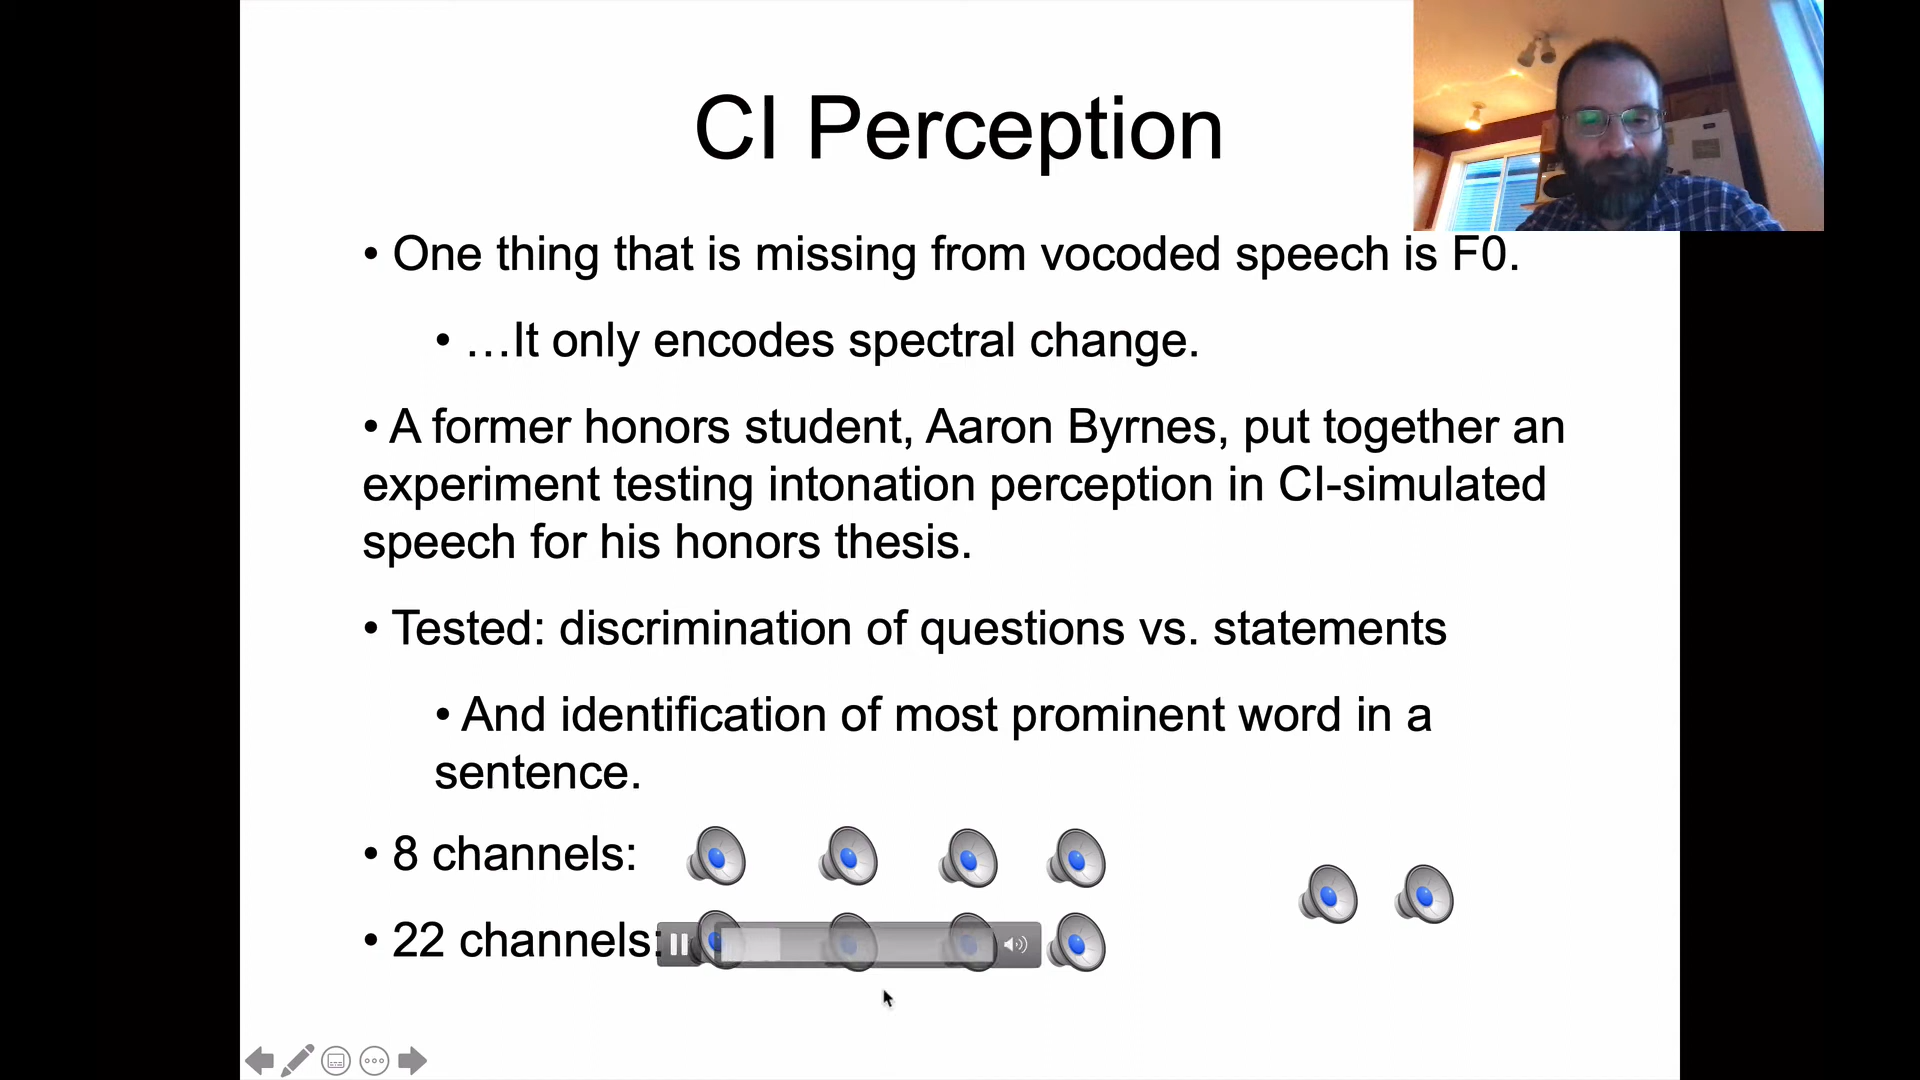 CI Perception
• One thing that is missing from vocoded speech is F0.
• …It only encodes spectral change.
• A former honors student, Aaron Byrnes, put together an
experiment testing intonation perception in CI-simulated
speech for his honors thesis.
• Tested: discrimination of questions vs. statements
• And identification of most prominent word in a
sentence.
• 8 channels:
• 22 channels: